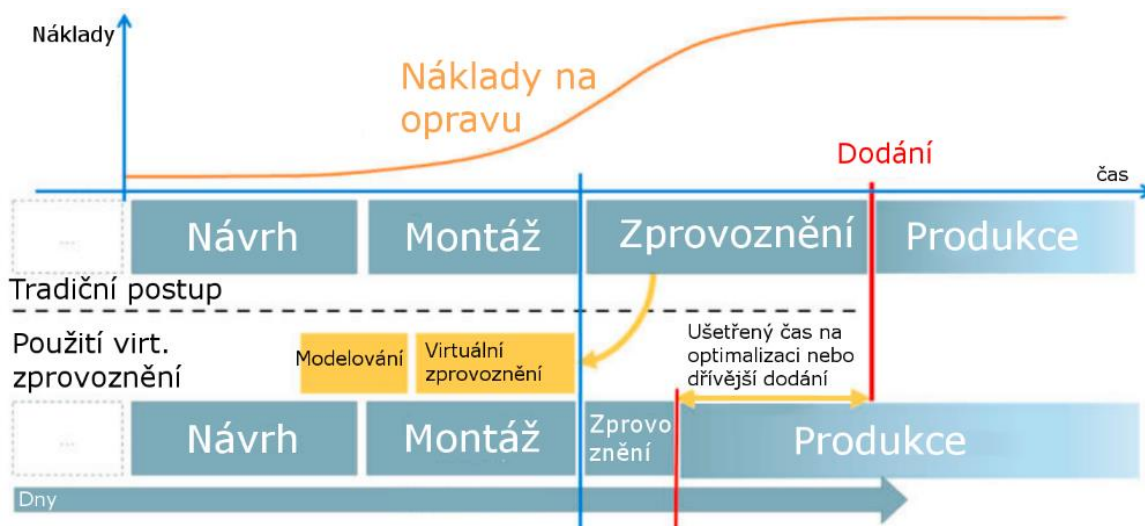 Náklady
Náklady na
opravu
Dodání
čas
...
Návrh
Montáž
Zprovoznění
Produkce
Tradiční postup
Použití virt.
zprovoznění
Modelování
Virtuální
zprovoznění
Ušetřený čas na
optimalizaci nebo
dřívější dodání
...
Návrh
Montáž
Zprovo
znění
Produkce
Dny